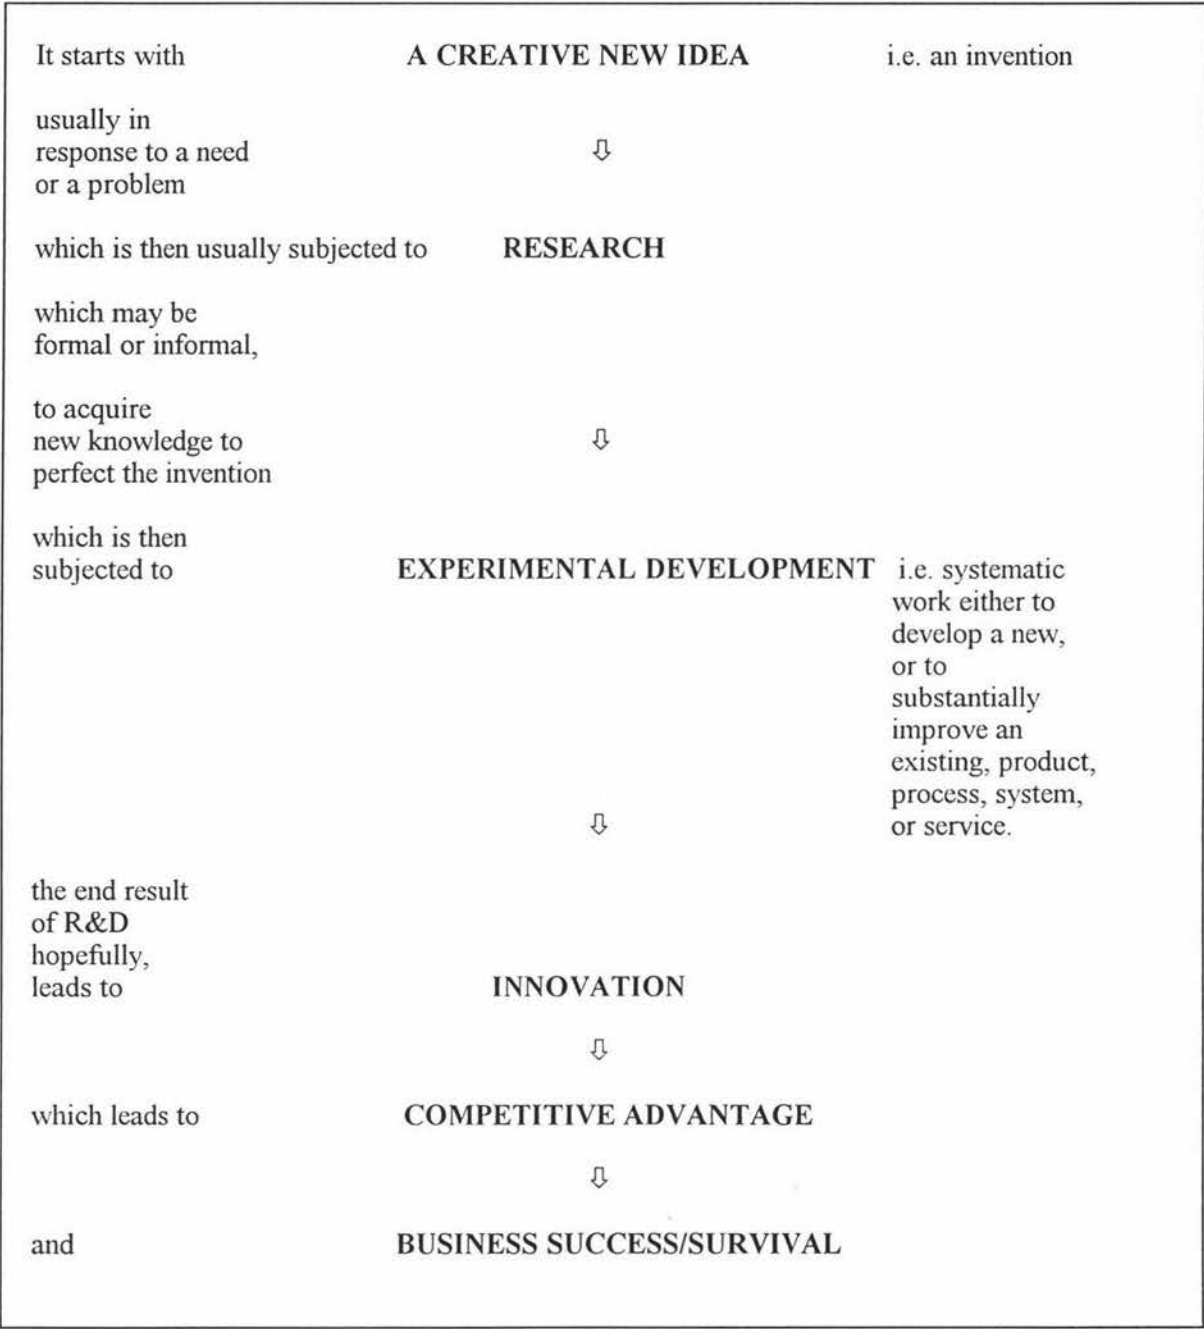 It starts with A CREATIVE NEW IDEA i.e. an invention
usually in
response to a need
or a problem
⇩
which is then usually subjected to RESEARCH
which may be
formal or informal,
to acquire
new knowledge to
⇩
perfect the invention
which is then
subjected to EXPERIMENTAL DEVELOPMENT i.e. systematic
work either to
develop a new,
or to
substantially
improve an
existing, product,
process, system,
or service.
⇩
the end result
of R&D
hopefully,
leads to INNOVATION
⇩
which leads to COMPETITIVE ADVANTAGE
⇩
and BUSINESS SUCCESS/SURVIVAL